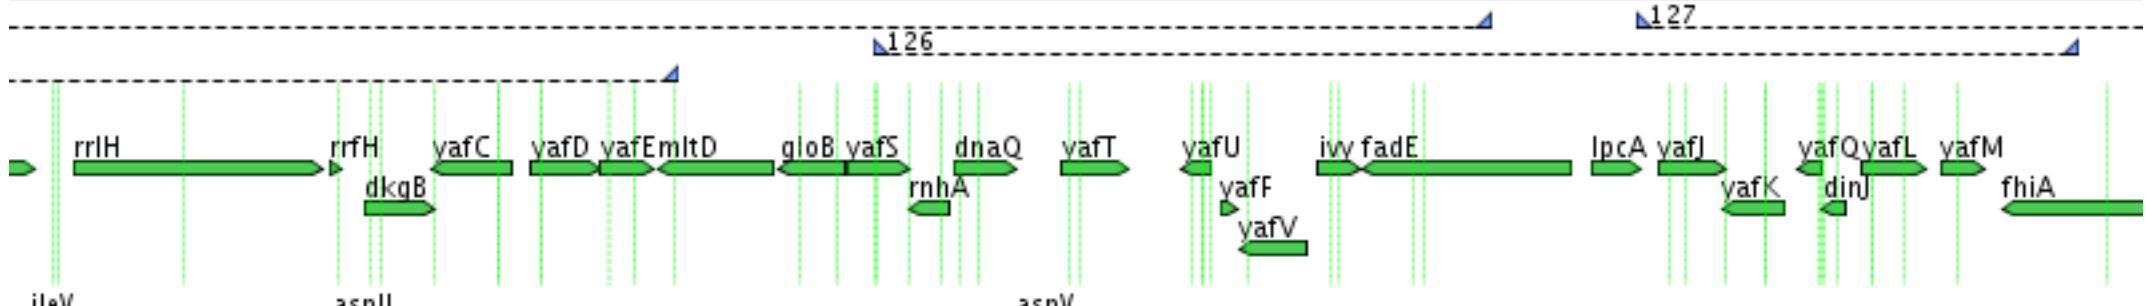 127
126
rrlH rrfH yafC yafD yafE mltD gloB yafS dnaQ yafT yafU ivy fadE lpcA yafJ yafQ yafL yafM
dkgB rnhA yafF yafK dinJ fhiA
yafV
ileV aspU aspV